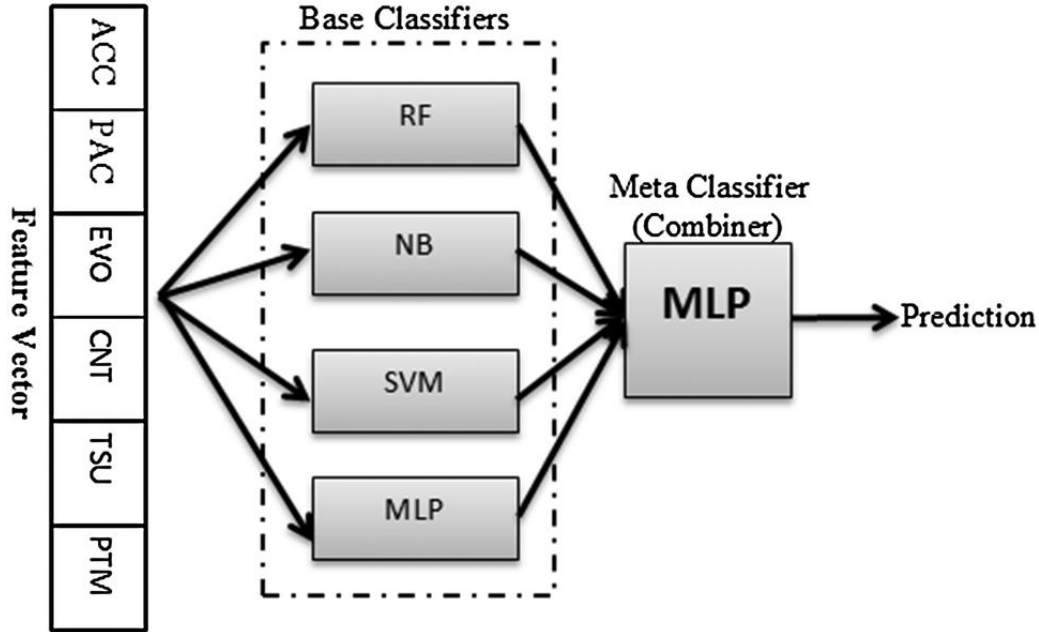 Feature Vector
ACC
PAC
EVO
CNT
TSU
PTM
Base Classifiers
RF
NB
SVM
MLP
Meta Classifier
(Combiner)
MLP
Prediction